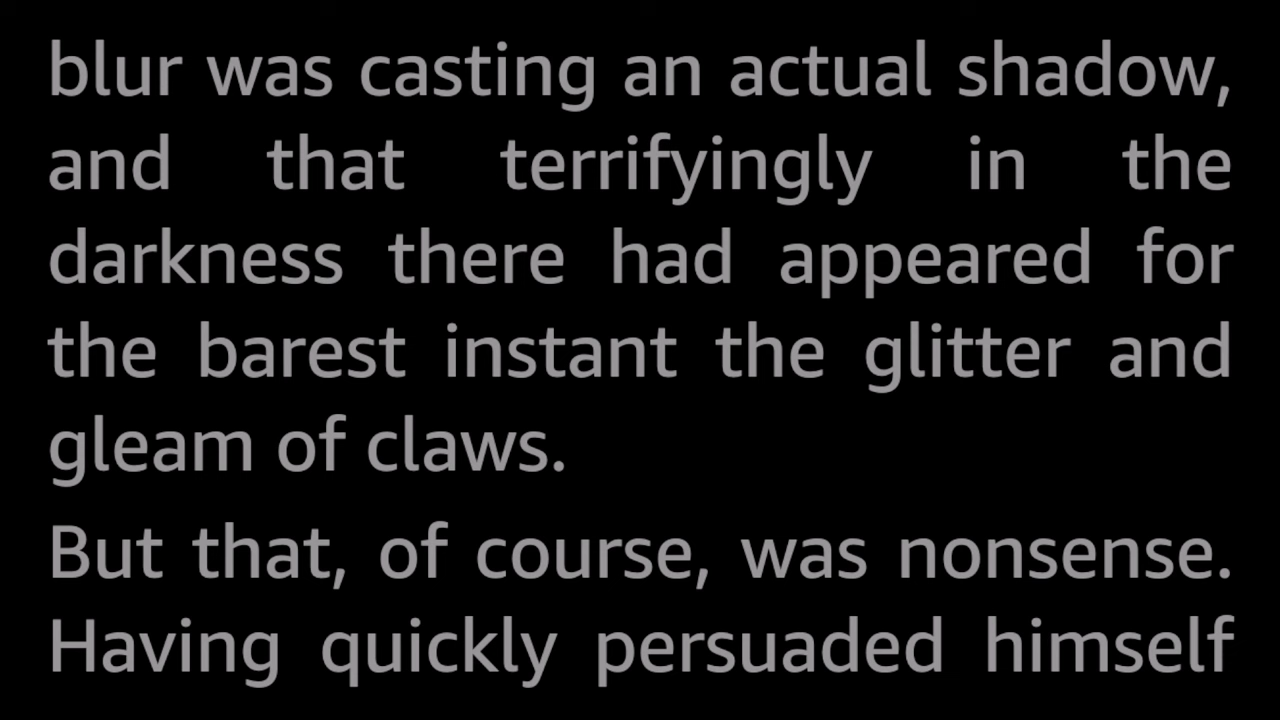 blur was casting an actual shadow,
and that terrifyingly in the
darkness there had appeared for
the barest instant the glitter and
gleam of claws.
But that, of course, was nonsense.
Having quickly persuaded himself